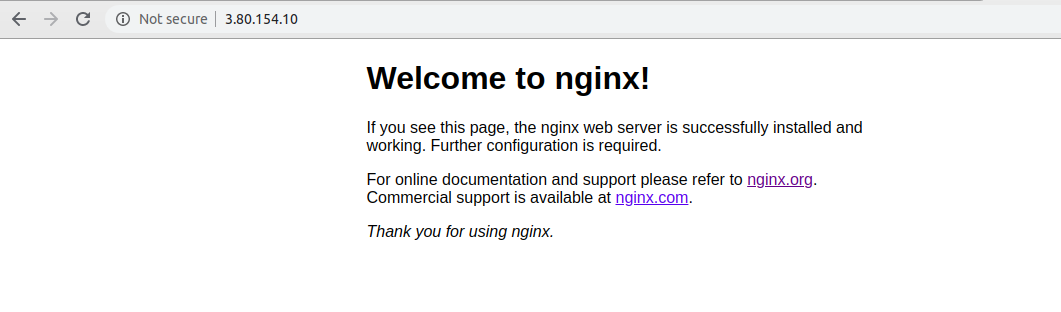 Not secure 3.80.154.10
Welcome to nginx!
If you see this page, the nginx web server is successfully installed and
working. Further configuration is required.
For online documentation and support please refer to nginx.org.
Commercial support is available at nginx.com.
Thank you for using nginx.